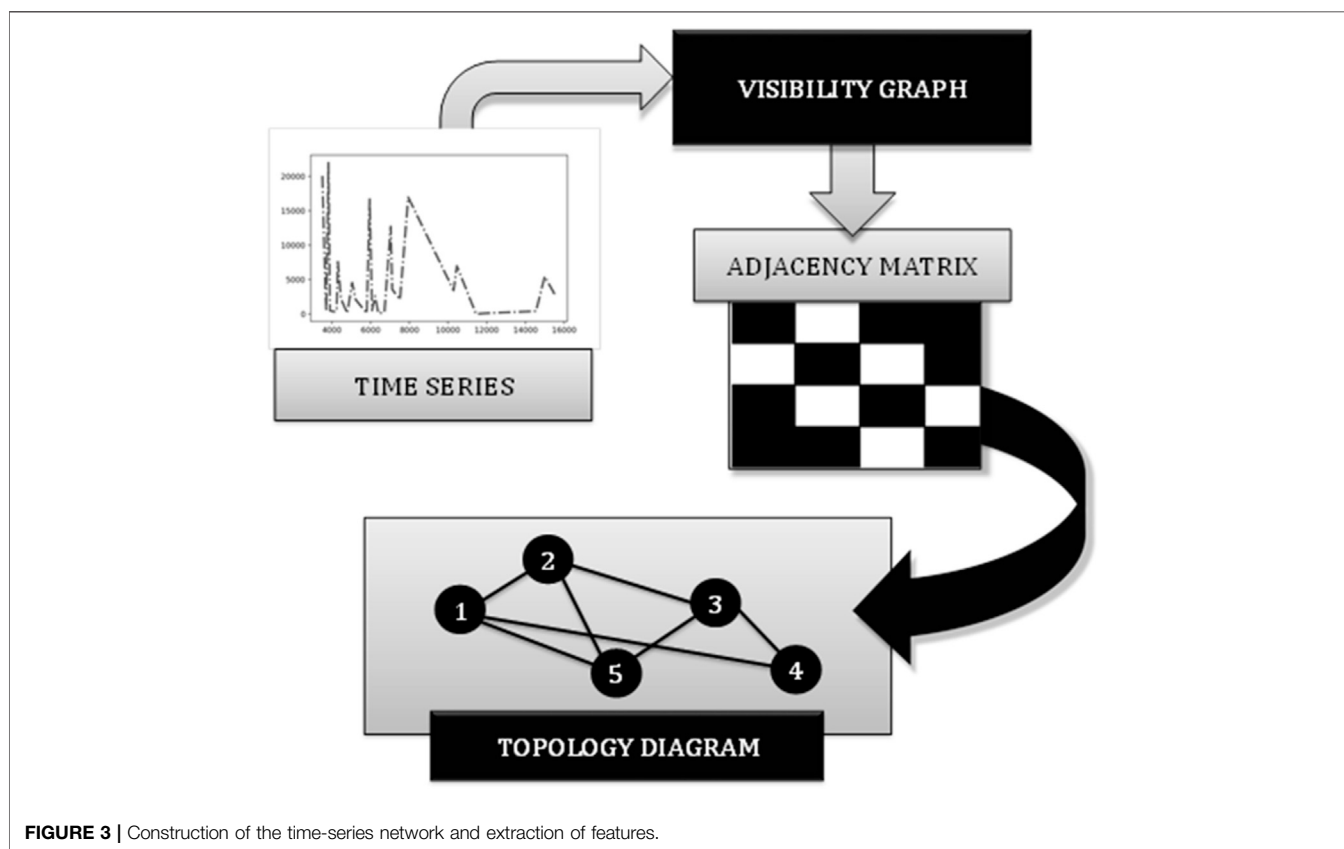 VISIBILITY GRAPH
20000
15000
10000
5000
0
4000 6000 8000 10000 12000 14000 16000
TIME SERIES
ADJACENCY MATRIX
2
1
3
5
4
TOPOLOGY DIAGRAM
FIGURE 3 | Construction of the time-series network and extraction of features.